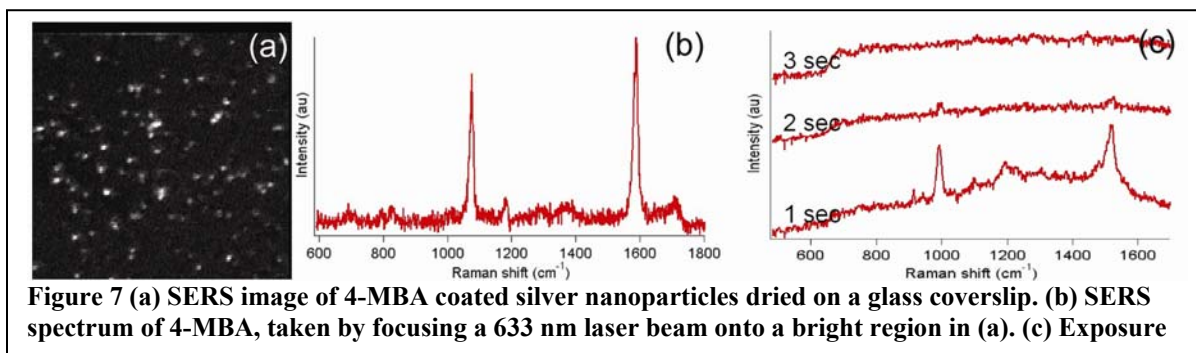 (a)
(b)
(c)
Intensity (au)
600 800 1000 1200 1400 1600 1800
Raman shift (cm⁻¹)
Intensity (au)
3 sec
2 sec
1 sec
600 800 1000 1200 1400 1600
Raman shift (cm⁻¹)
Figure 7 (a) SERS image of 4-MBA coated silver nanoparticles dried on a glass coverslip. (b) SERS
spectrum of 4-MBA, taken by focusing a 633 nm laser beam onto a bright region in (a). (c) Exposure